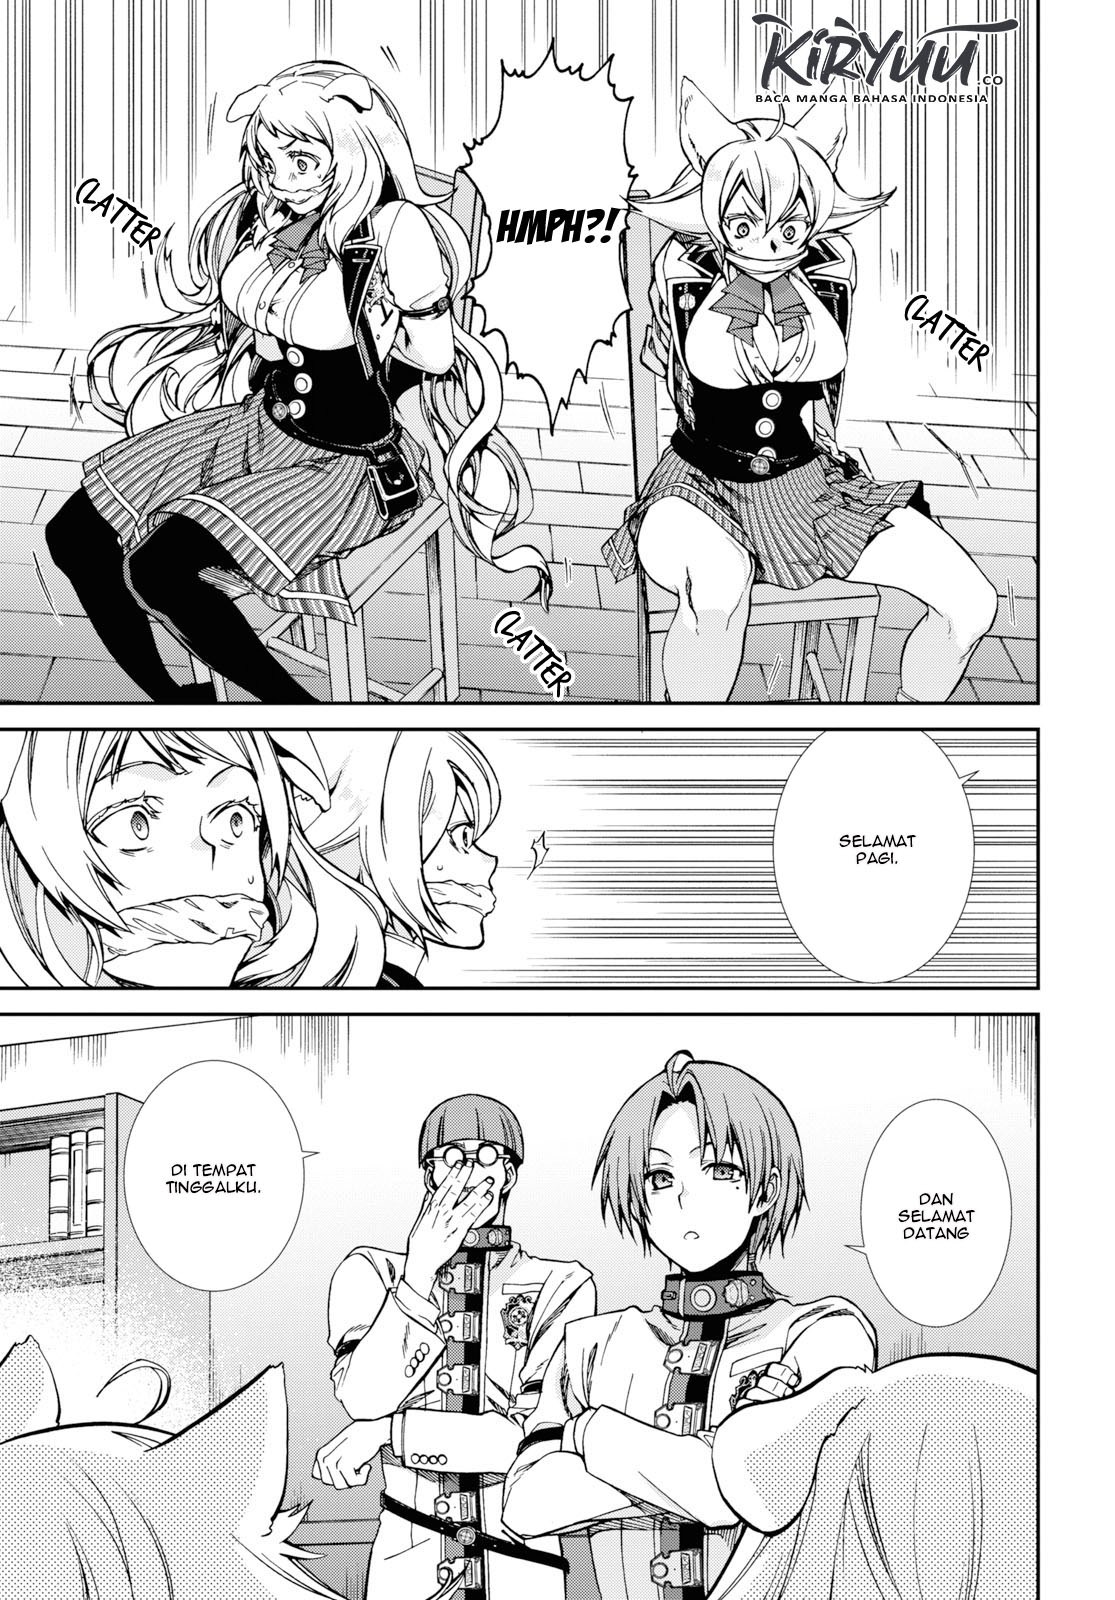 KIRYUU.CO
BACA MANGA BAHASA INDONESIA
CLATTER
HMPH?!
CLATTER
CLATTER
SELAMAT
PAGI.
DAN
SELAMAT
DATANG
DI TEMPAT
TINGGALKU.